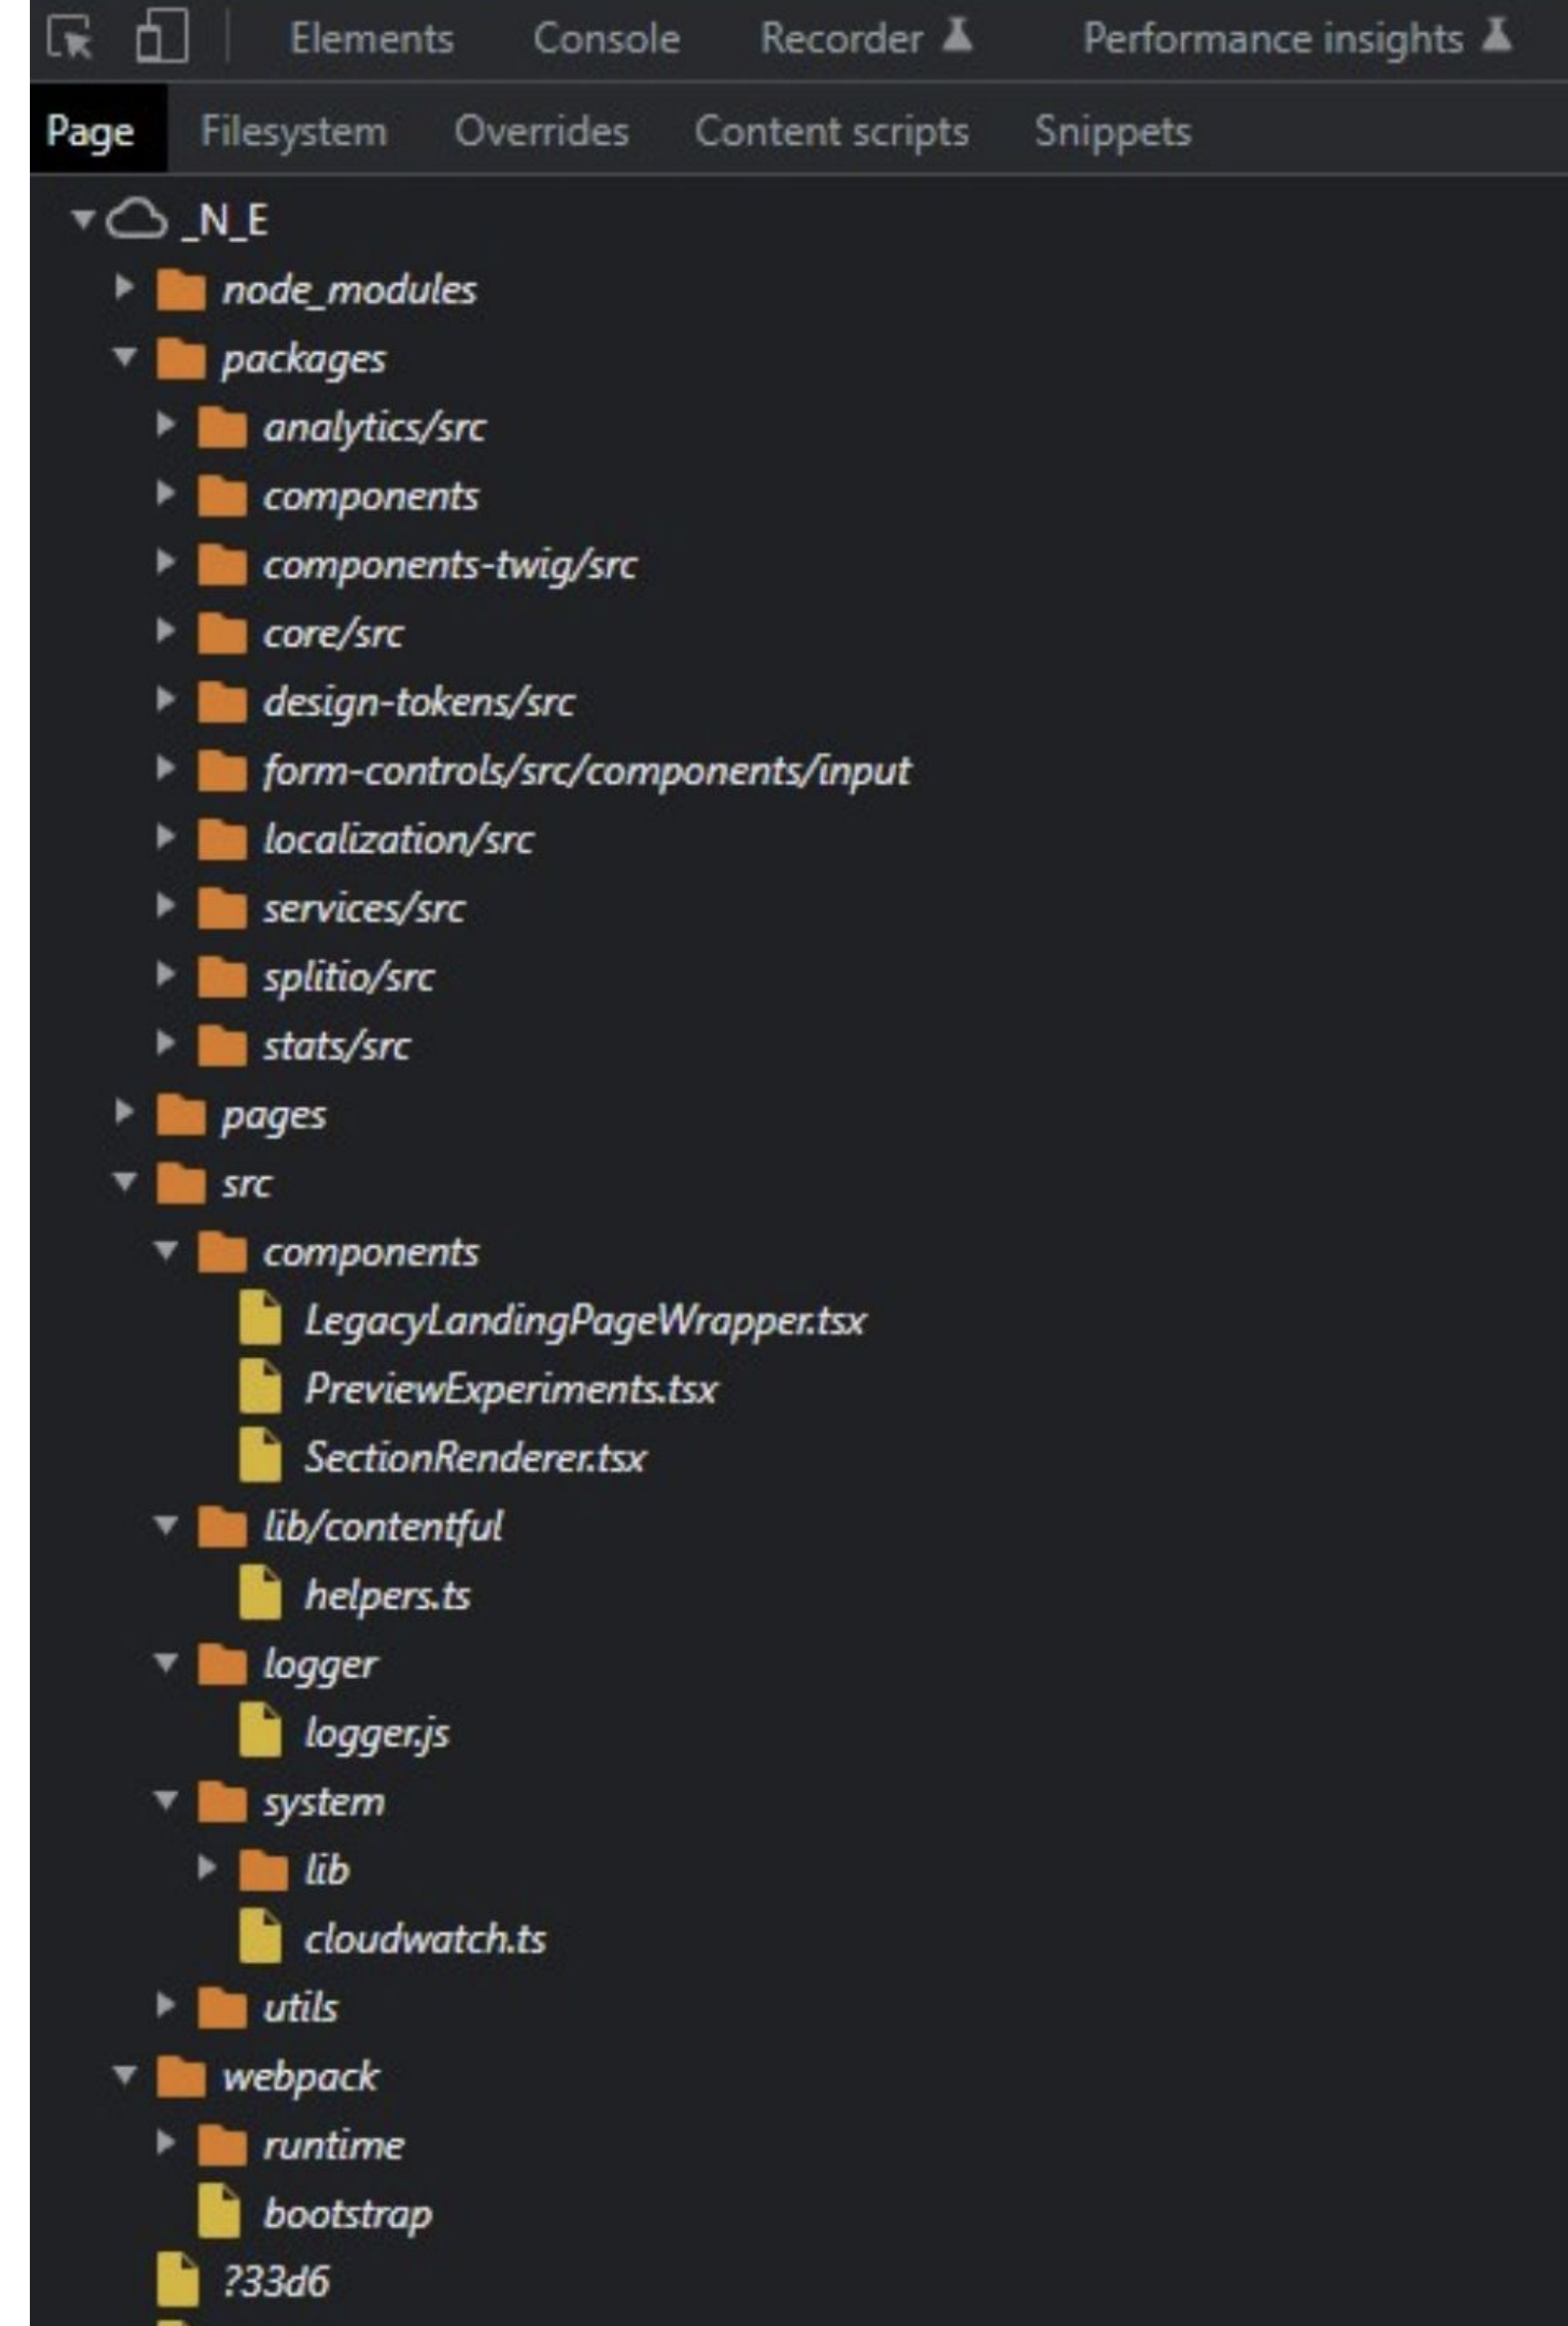 Elements Console Recorder Performance insights
Page Filesystem Overrides Content scripts Snippets
_N_E
node_modules
packages
analytics/src
components
components-twig/src
core/src
design-tokens/src
form-controls/src/components/input
localization/src
services/src
splitio/src
stats/src
pages
src
components
LegacyLandingPageWrapper.tsx
PreviewExperiments.tsx
SectionRenderer.tsx
lib/contentful
helpers.ts
logger
logger.js
system
lib
cloudwatch.ts
utils
webpack
runtime
bootstrap
?33d6